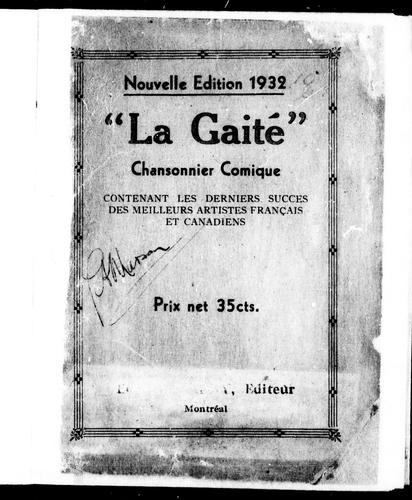 Nouvelle Edition 1932
"La Gaité"
Chansonnier Comique
CONTENANT LES DERNIERS SUCCES
DES MEILLEURS ARTISTES FRANÇAIS
ET CANADIENS
Prix net 35cts.
Editeur
Montréal